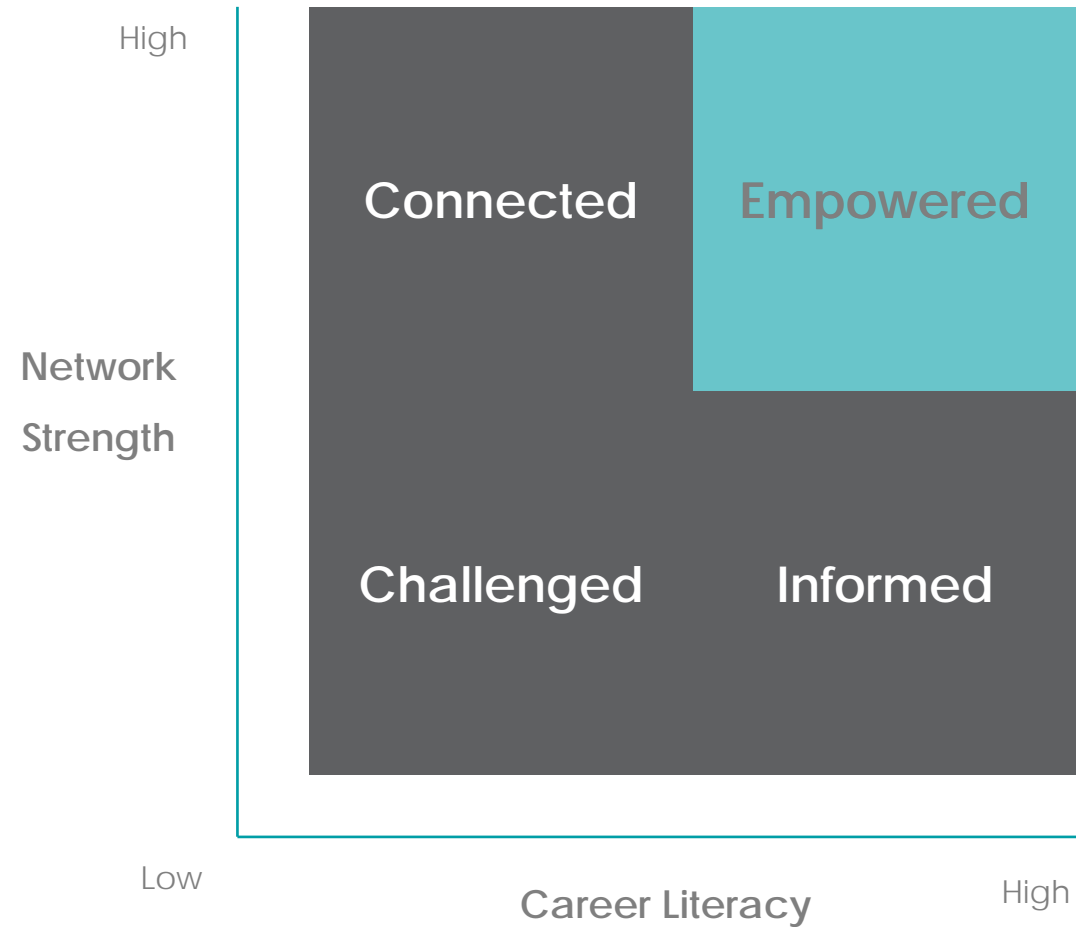 High
Connected
Empowered
Network
Strength
Challenged
Informed
Low
Career Literacy
High